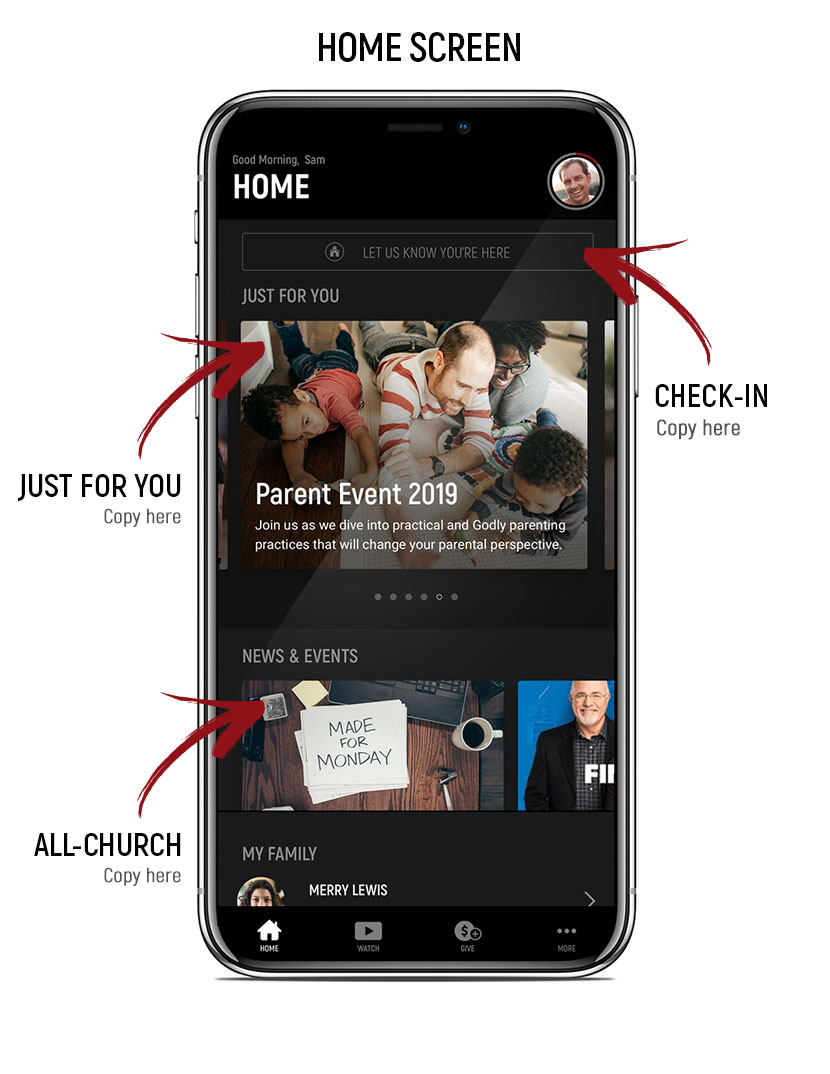 HOME SCREEN
Good Morning, Sam
HOME
LET US KNOW YOU'RE HERE
JUST FOR YOU
CHECK-IN
Copy here
JUST FOR YOU
Copy here
Parent Event 2019
Join us as we dive into practical and Godly parenting
practices that will change your parental perspective.
NEWS & EVENTS
MADE
FOR
MONDAY
ALL-CHURCH
Copy here
MY FAMILY
MERRY LEWIS
HOME
WATCH
GIVE
MORE